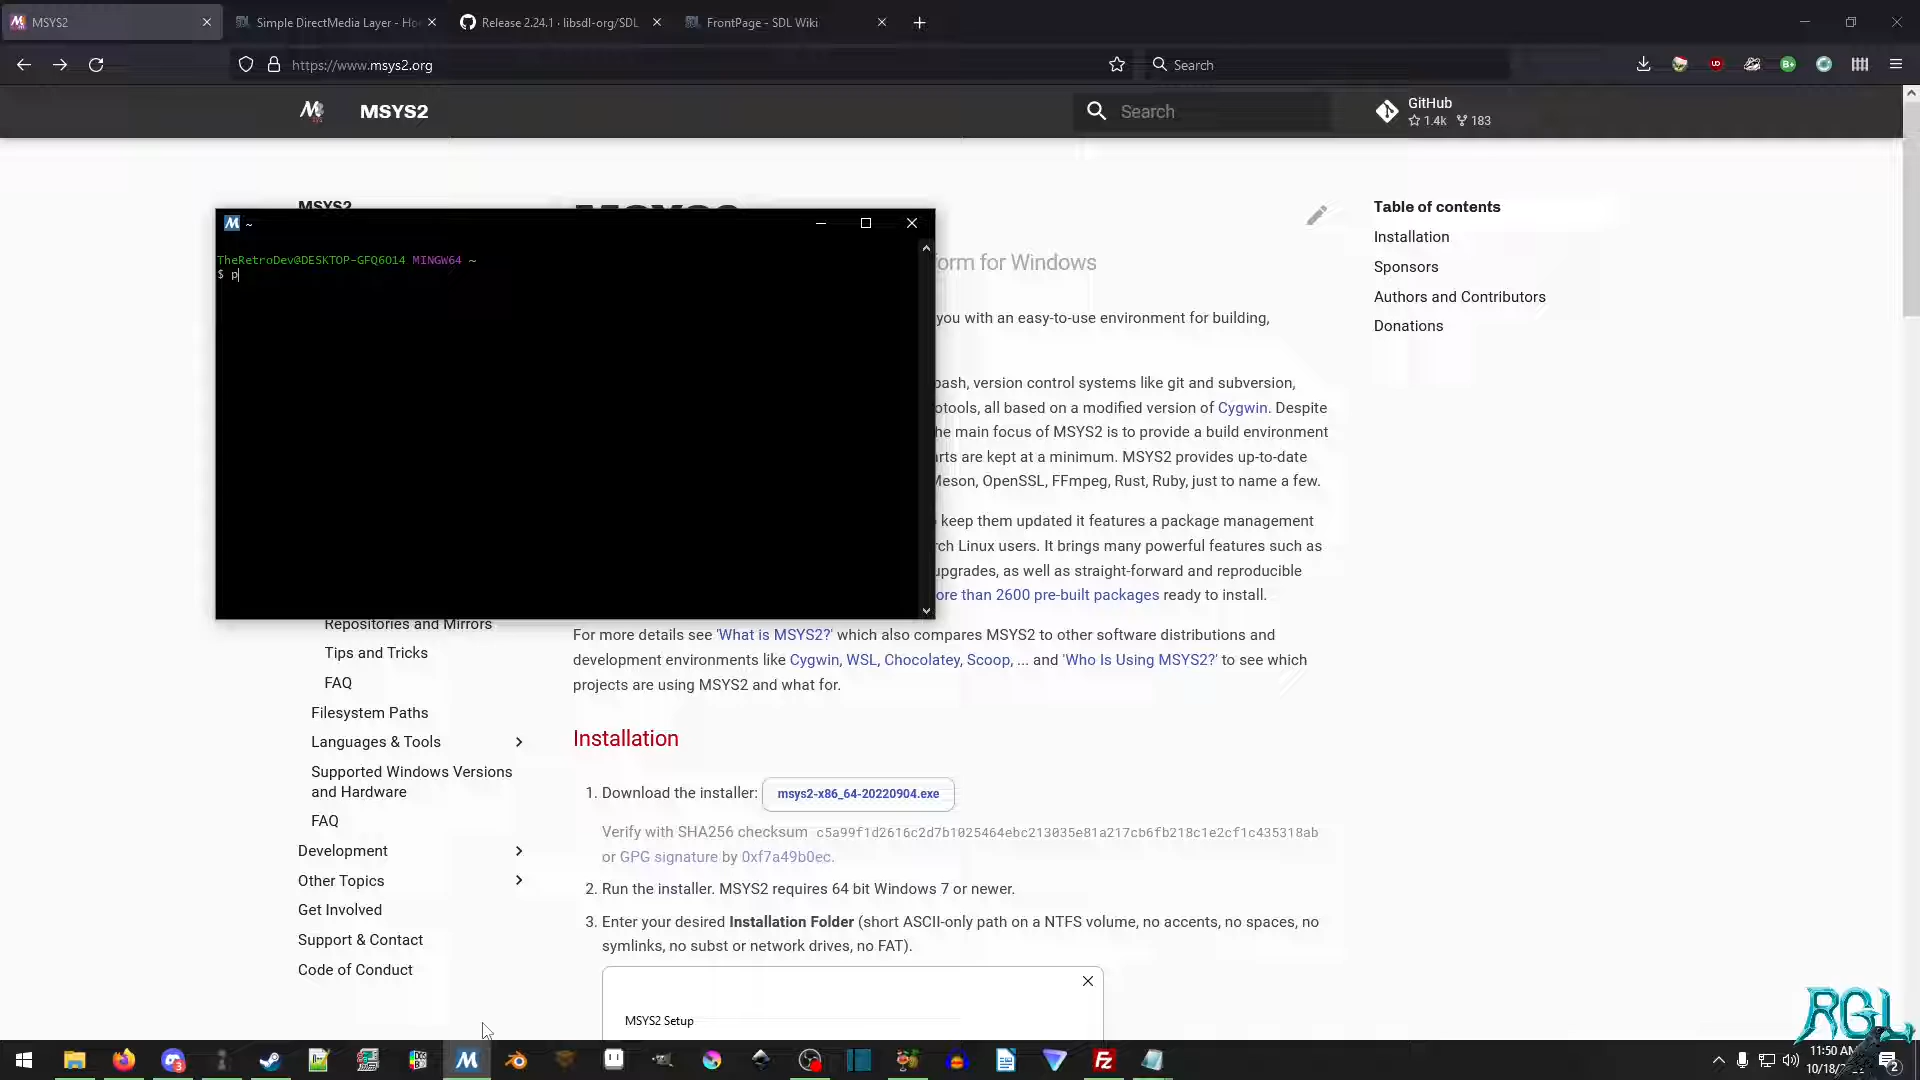 MSYS2
Simple DirectMedia Layer - Ho
Release 2.24.1 · libsdl-org/SDL
FrontPage - SDL Wiki
https://www.msys2.org
Search
MSYS2
Search
GitHub
1.4k 183
MSYS2
MSYS2
~
TheRetroDev@DESKTOP-GFQ6O14 MINGW64 ~
$ p
form for Windows
you with an easy-to-use environment for building,
bash, version control systems like git and subversion,
otools, all based on a modified version of Cygwin. Despite
he main focus of MSYS2 is to provide a build environment
arts are kept at a minimum. MSYS2 provides up-to-date
Meson, OpenSSL, FFmpeg, Rust, Ruby, just to name a few.
keep them updated it features a package management
rch Linux users. It brings many powerful features such as
upgrades, as well as straight-forward and reproducible
ore than 2600 pre-built packages ready to install.
For more details see 'What is MSYS2?' which also compares MSYS2 to other software distributions and
development environments like Cygwin, WSL, Chocolatey, Scoop, ... and 'Who Is Using MSYS2?' to see which
projects are using MSYS2 and what for.
Installation
1. Download the installer: msys2-x86_64-20220904.exe
Verify with SHA256 checksum c5a99f1d2616c2d7b1025464ebc213035e81a217cb6fb218c1e2cf1c435318ab
or GPG signature by 0xf7a49b0ec.
2. Run the installer. MSYS2 requires 64 bit Windows 7 or newer.
3. Enter your desired Installation Folder (short ASCII-only path on a NTFS volume, no accents, no spaces, no
symlinks, no subst or network drives, no FAT).
MSYS2 Setup
Table of contents
Installation
Sponsors
Authors and Contributors
Donations
Repositories and Mirrors
Tips and Tricks
FAQ
Filesystem Paths
Languages & Tools
Supported Windows Versions
and Hardware
FAQ
Development
Other Topics
Get Involved
Support & Contact
Code of Conduct
RGL
11:50 AM
10/18/
2